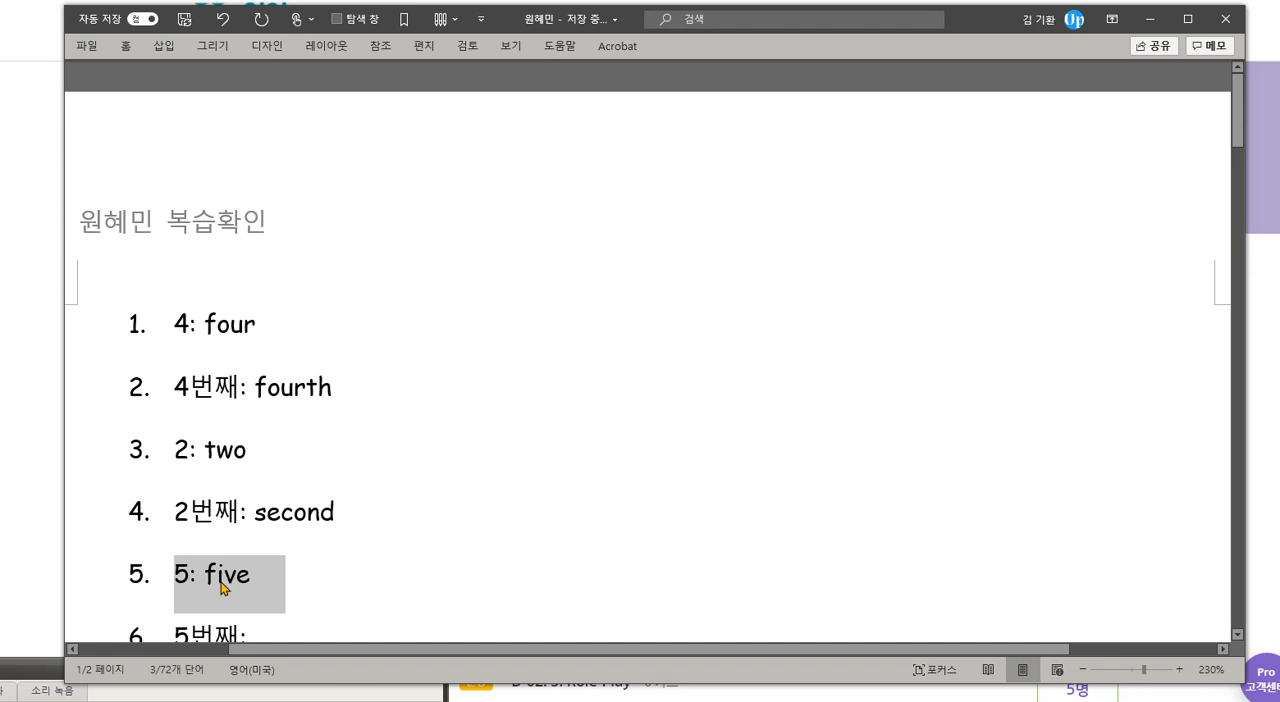 자동 저장 원혜민 - 저장 중... 검색 김 기환 Up
탐색 창
파일 홈 삽입 그리기 디자인 레이아웃 참조 편지 검토 보기 도움말 Acrobat 공유 메모
원혜민 복습확인
1. 4: four
2. 4번째: fourth
3. 2: two
4. 2번째: second
5. 5: five
6. 5번째:
1/2 페이지 3/72개 단어 영어(미국) 포커스 230%
소리 녹음
5명
Pro
고객센터